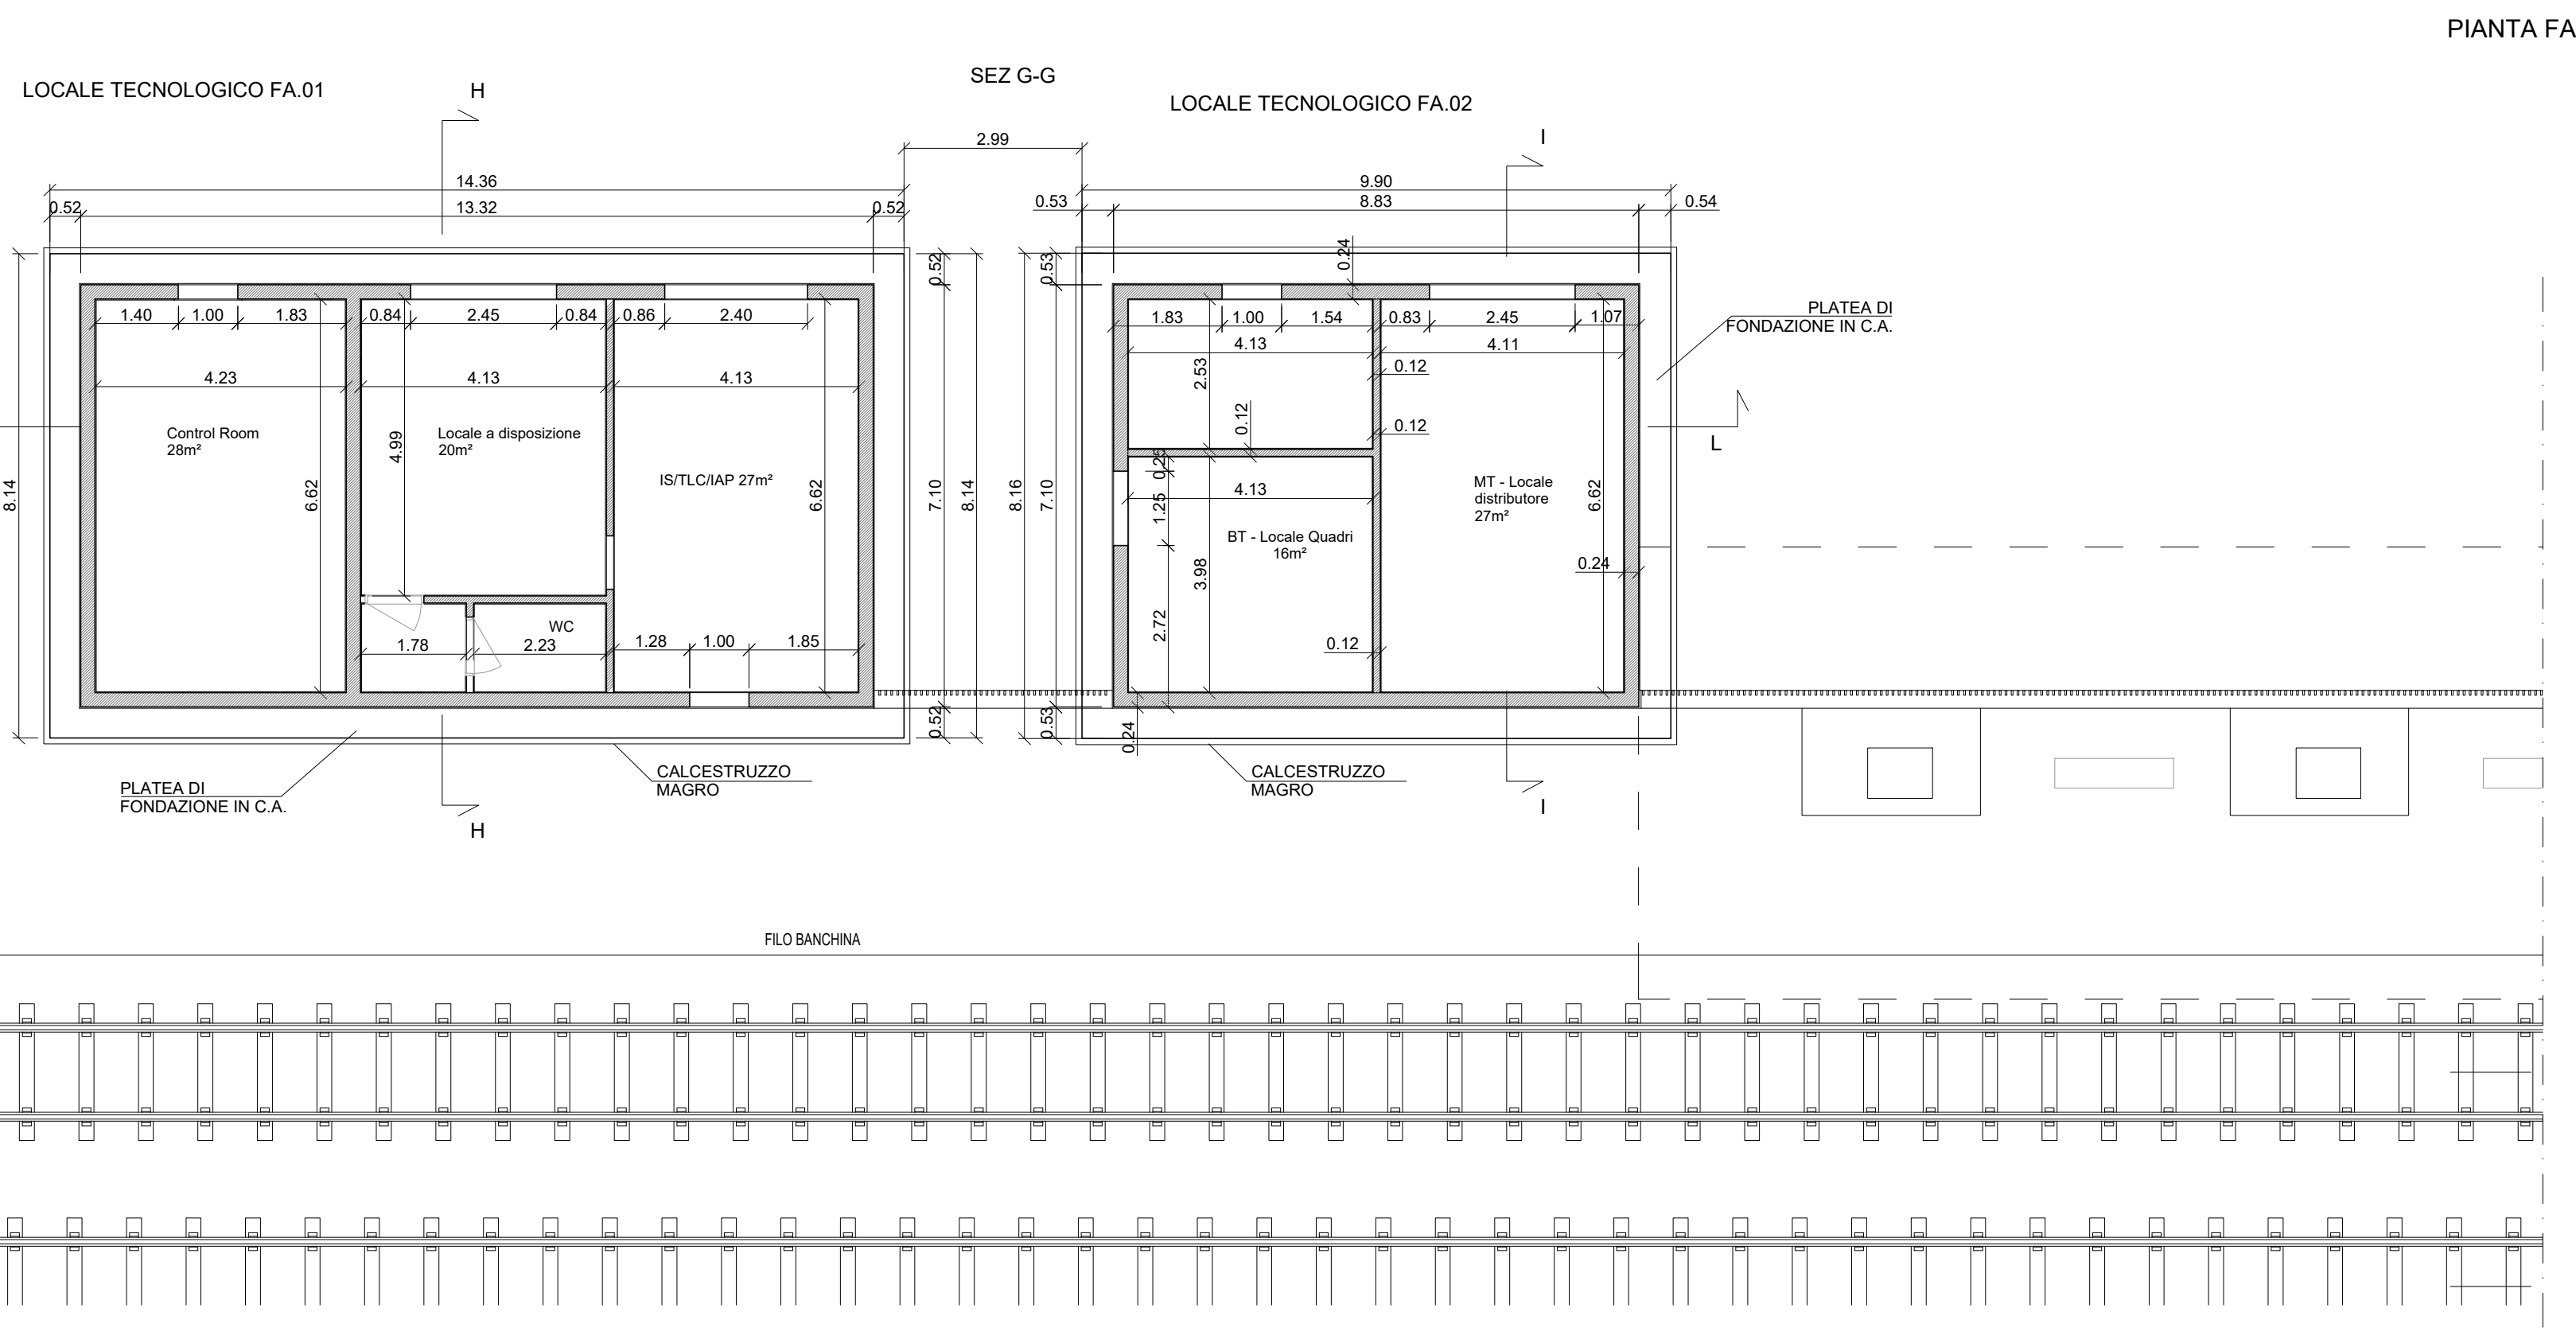 PIANTA FA
SEZ G-G
LOCALE TECNOLOGICO FA.01
H
LOCALE TECNOLOGICO FA.02
I
2.99
14.36
0.52
13.32
0.52
9.90
0.53
8.83
0.54
0.52
0.53
0.24
1.40
1.00
1.83
0.84
2.45
0.84
0.86
2.40
1.83
1.00
1.54
0.83
2.45
1.07
PLATEA DI
FONDAZIONE IN C.A.
4.13
4.11
2.53
0.12
4.23
4.13
4.13
0.12
0.12
Control Room
28m²
4.99
Locale a disposizione
20m²
L
IS/TLC/IAP 27m²
8.14
6.62
6.62
7.10
8.14
8.16
7.10
4.13
1.25
MT - Locale
distributore
27m²
6.62
BT - Locale Quadri
16m²
3.98
0.24
2.72
WC
1.78
2.23
1.28
1.00
1.85
0.12
0.52
0.53
0.24
PLATEA DI
FONDAZIONE IN C.A.
CALCESTRUZZO
MAGRO
CALCESTRUZZO
MAGRO
H
I
FILO BANCHINA